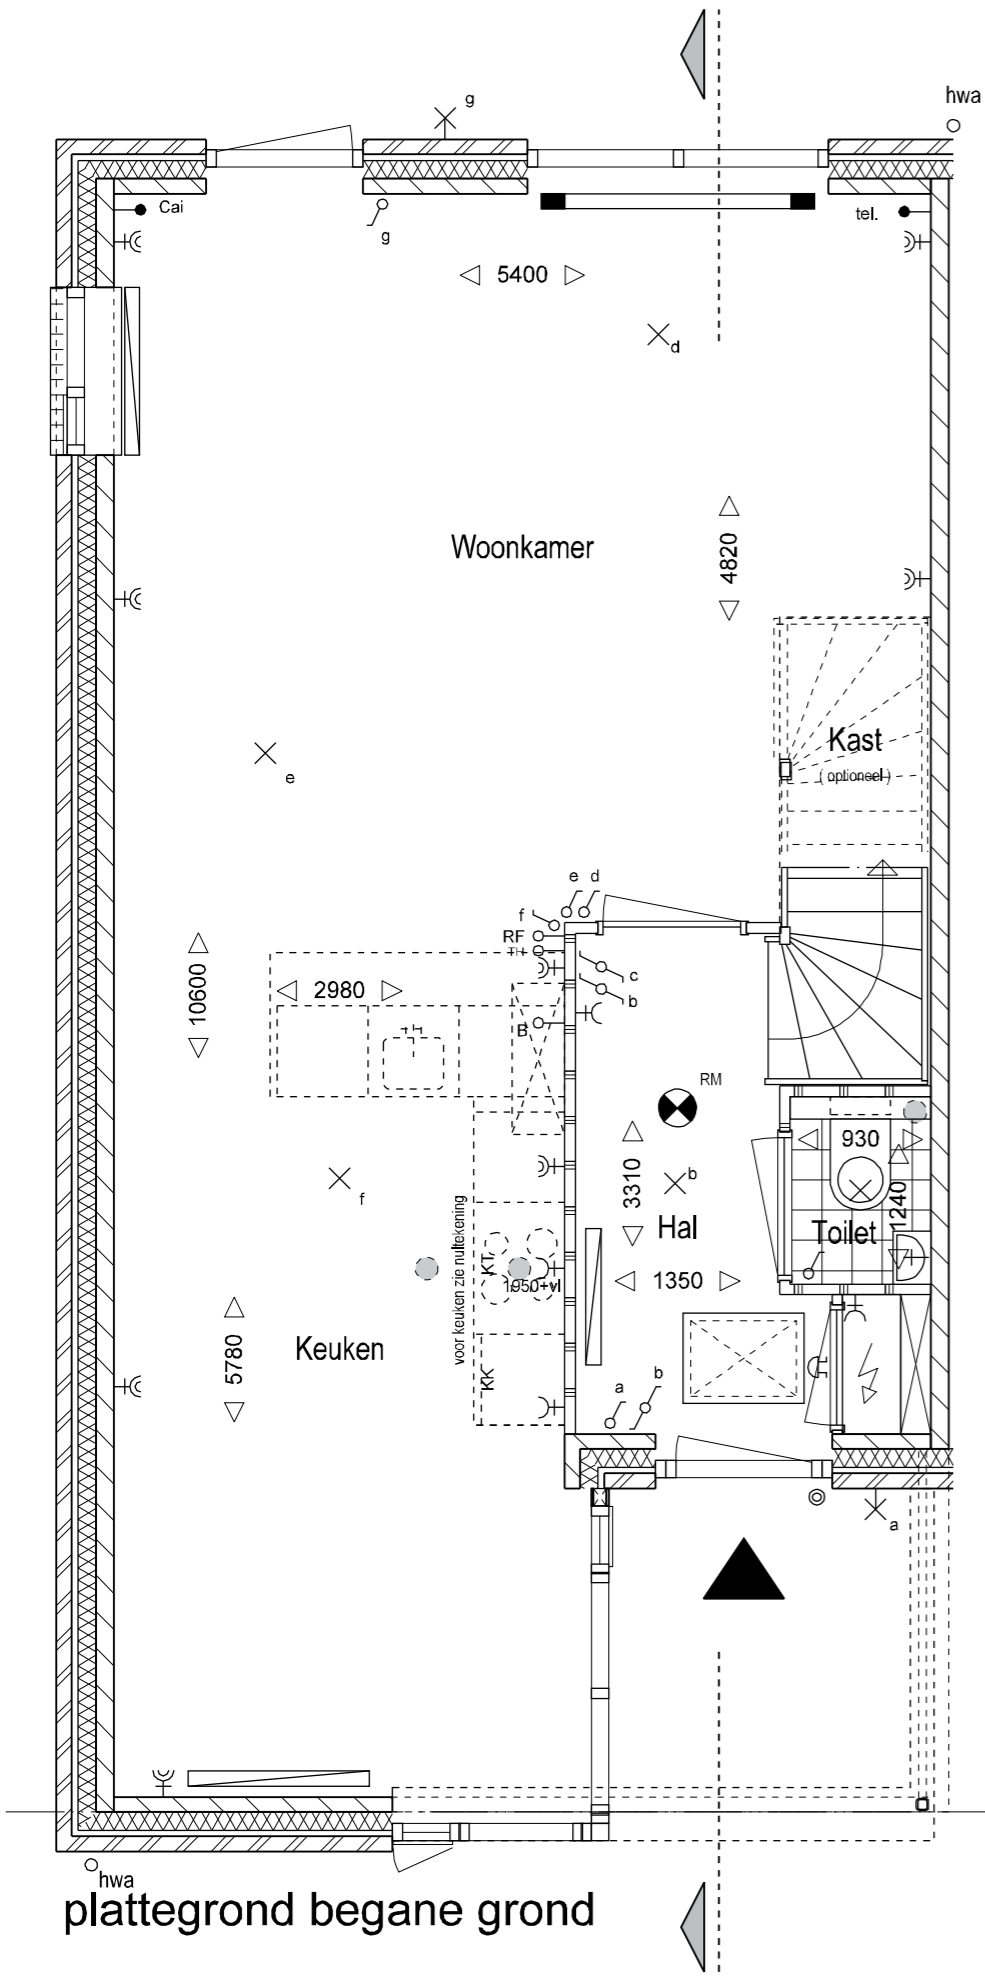 g
hwa
Cai
g
tel.
5400
d
Woonkamer
4820
Kast
( optioneel )
e
e d
f
RF
TH
c
b
10600
2980
B
RM
930
3310
b
f
1240
Hal
Toilet
voor keuken zie nultekening
KT
1950+vl
1350
5780
Keuken
KK
a
b
a
hwa
plattegrond begane grond